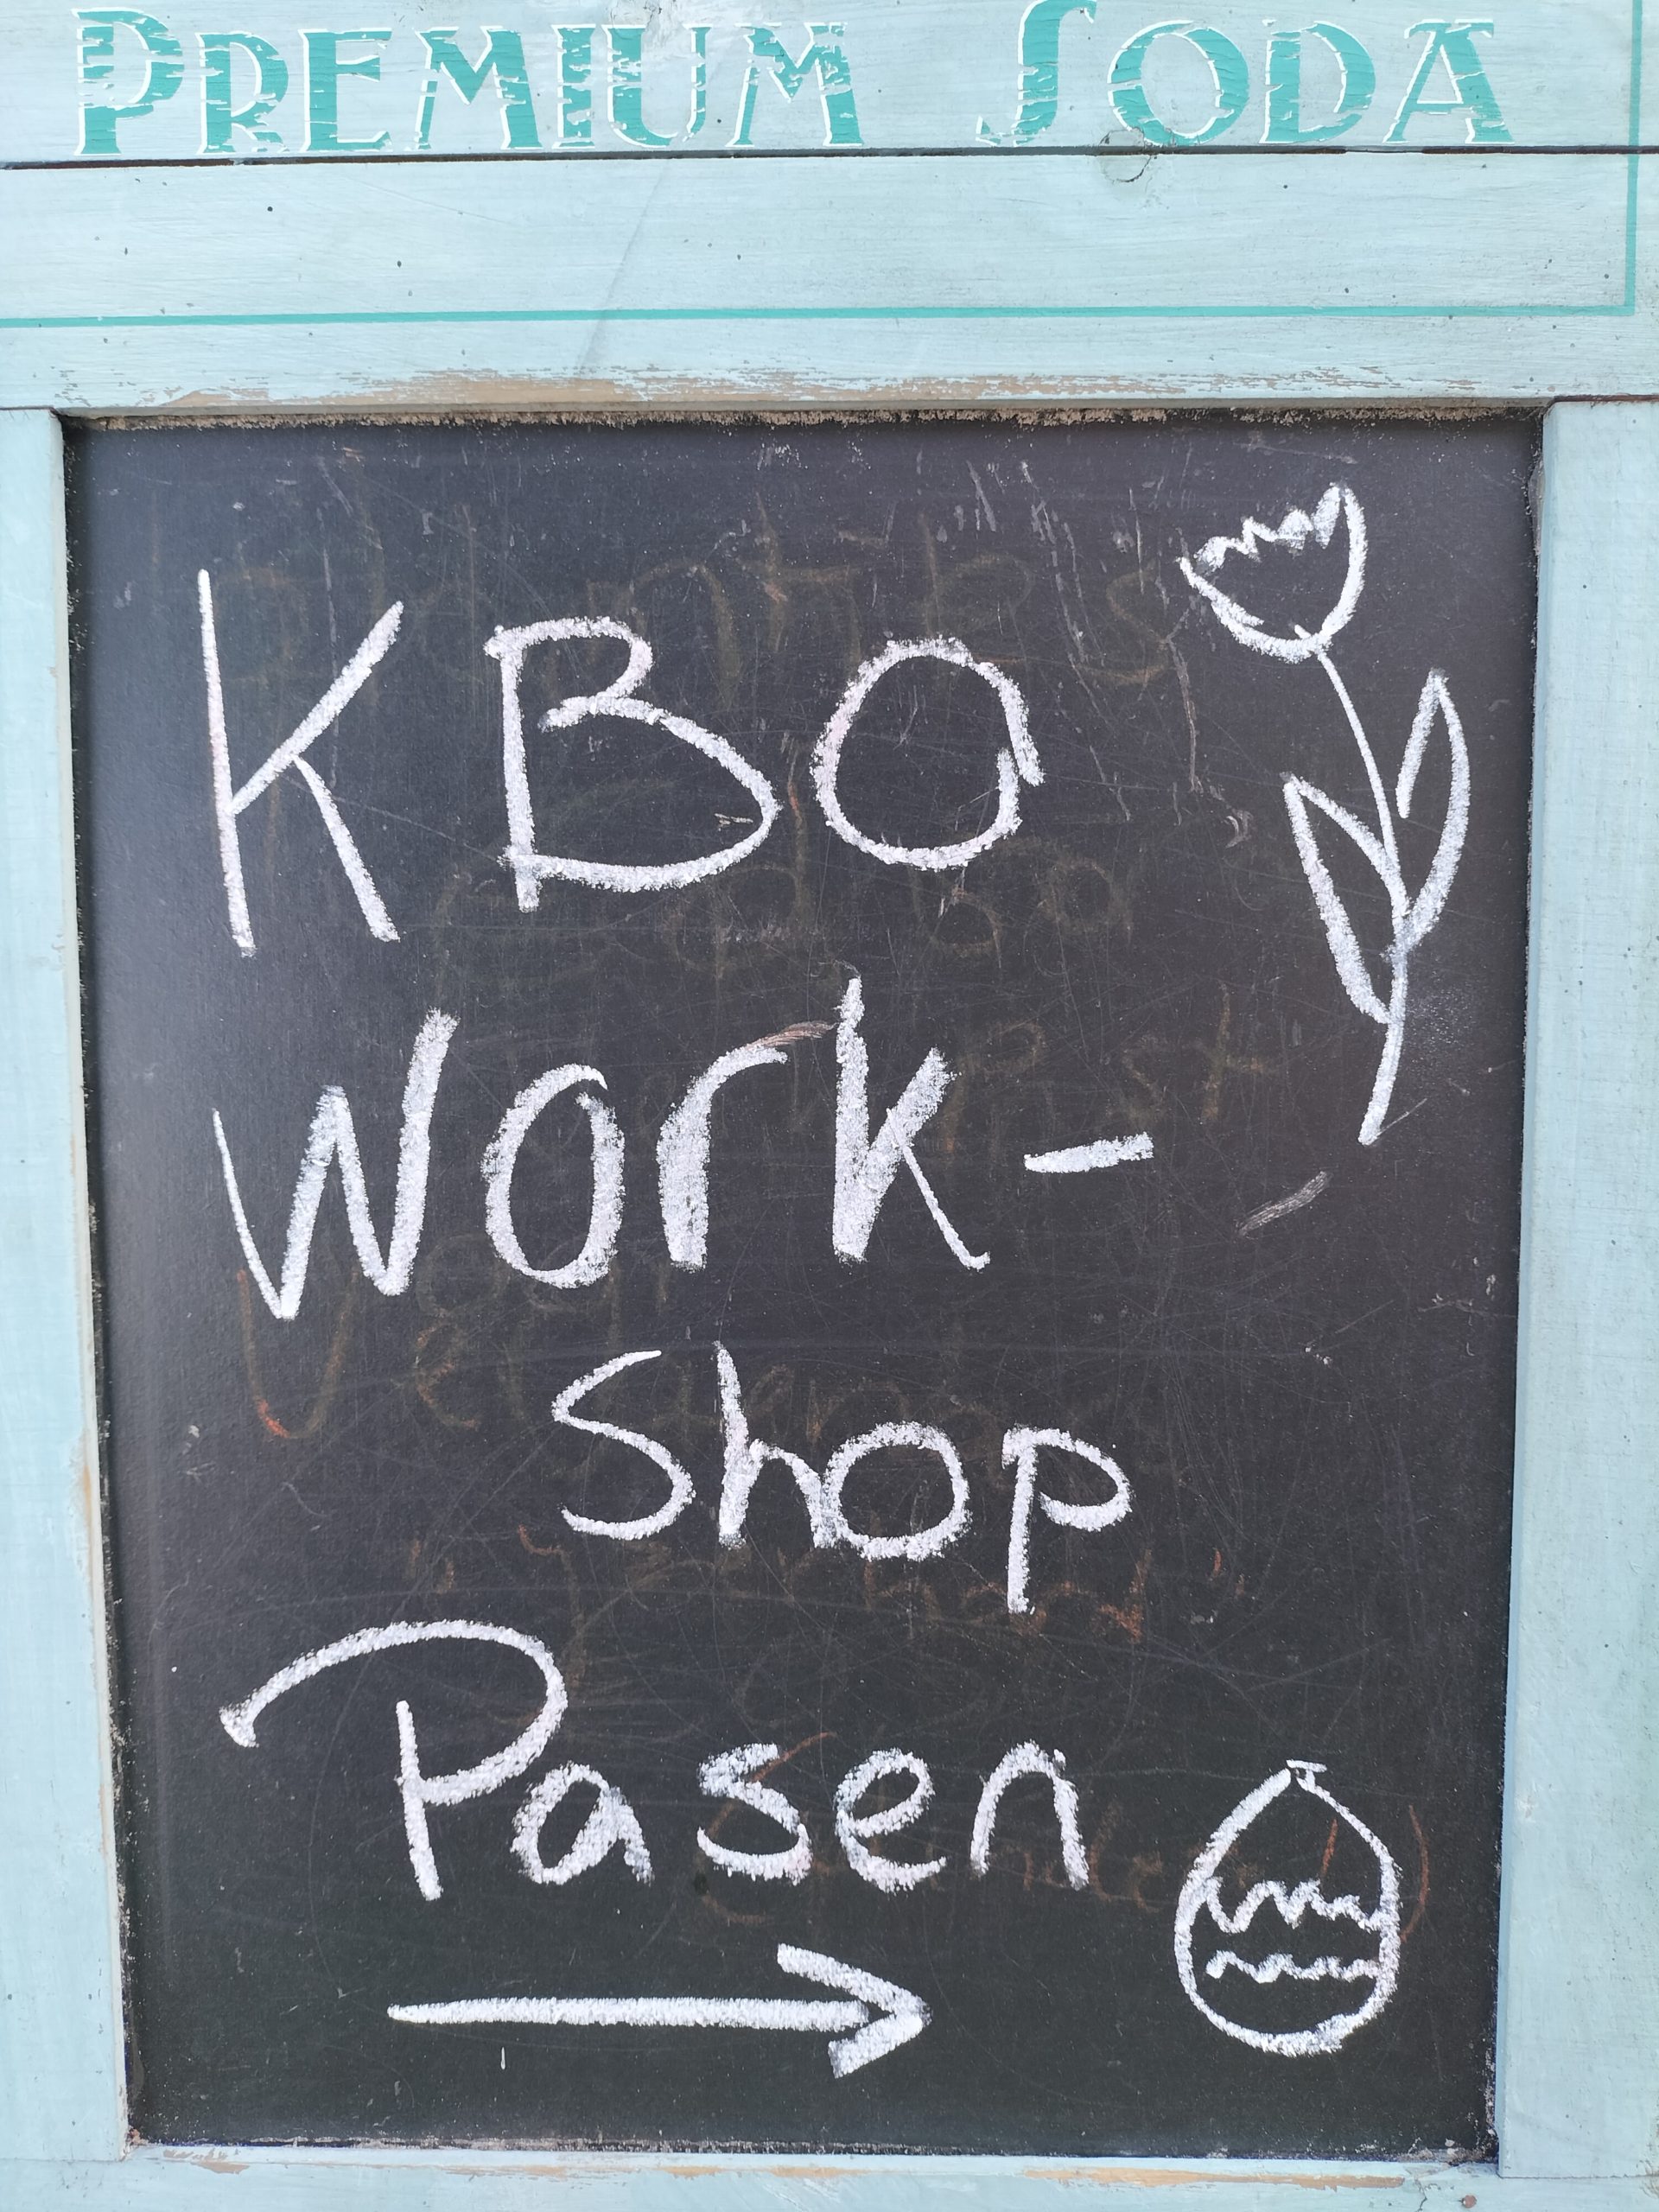 PREMIUM SODA
KBO
Work-
Shop
Pasen